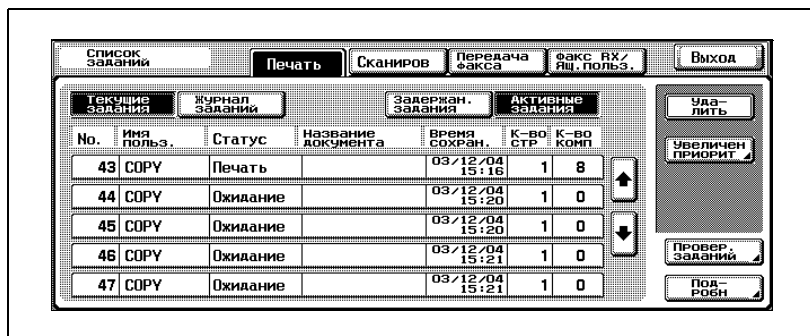 Список заданий
Печать
Сканиров
Передача факса
Факс RX/ Ящ.польз.
Выход
Текущие задания
Журнал заданий
Задержан. задания
Активные задания
Уда-
лить
Увеличен приорит
No. Имя польз. Статус Название документа Время сохран. К-во стр К-во комп
43 COPY Печать 03/12/04 15:16 1 8
44 COPY Ожидание 03/12/04 15:20 1 0
45 COPY Ожидание 03/12/04 15:20 1 0
46 COPY Ожидание 03/12/04 15:21 1 0
47 COPY Ожидание 03/12/04 15:21 1 0
Провер. заданий
Под-
робн